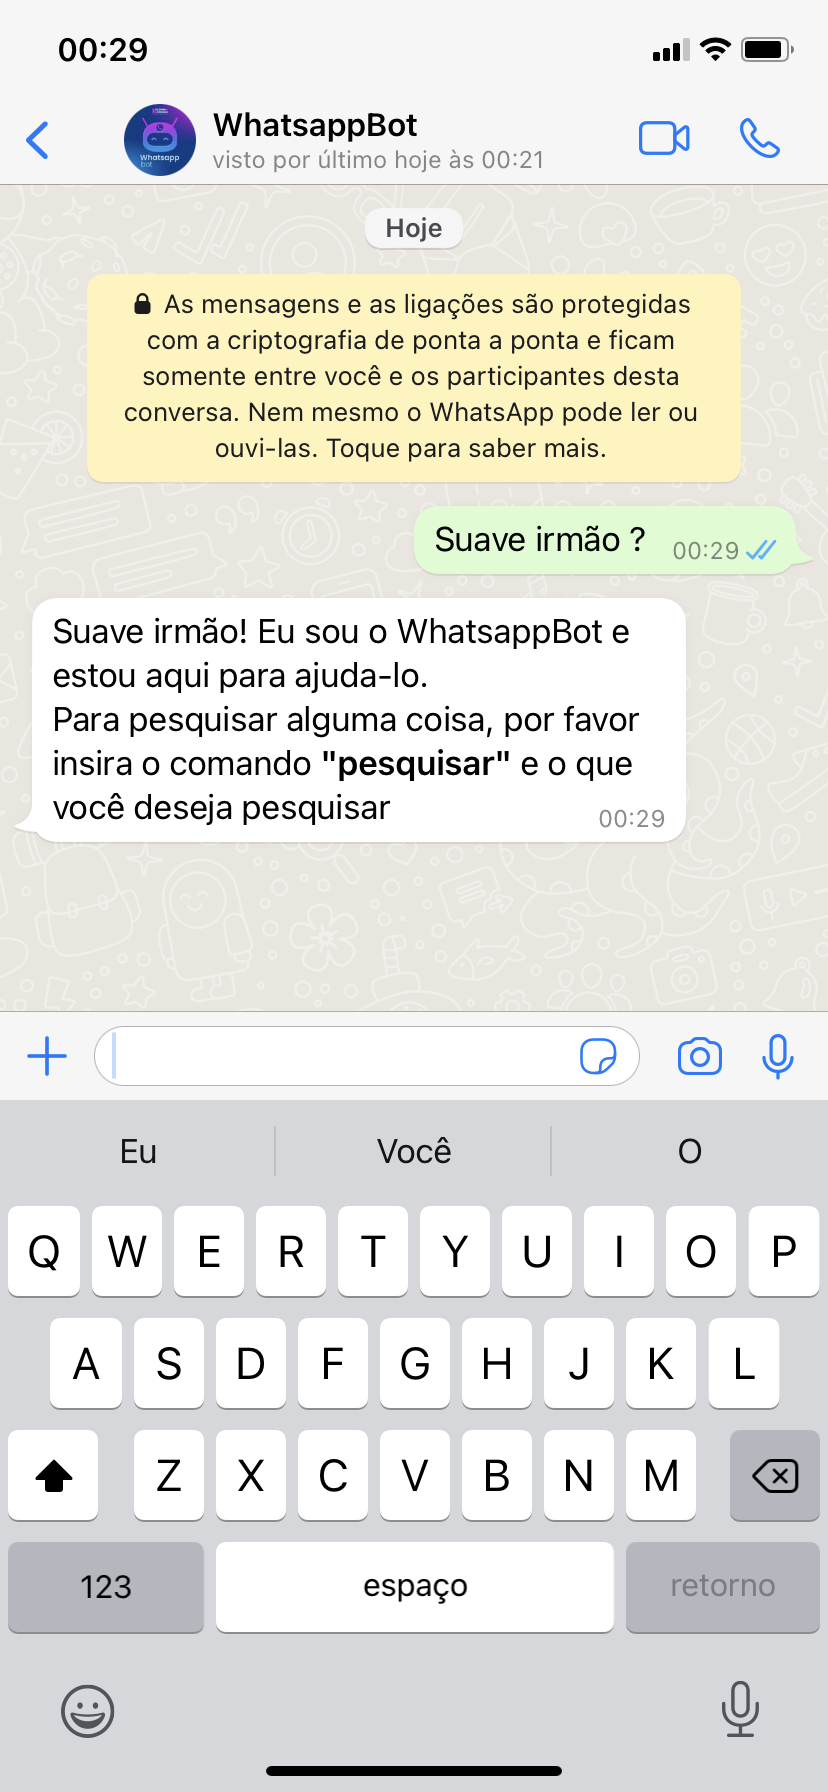 00:29
WhatsappBot
visto por último hoje às 00:21
Whatsapp
bot
Hoje
As mensagens e as ligações são protegidas
com a criptografia de ponta a ponta e ficam
somente entre você e os participantes desta
conversa. Nem mesmo o WhatsApp pode ler ou
ouvi-las. Toque para saber mais.
Suave irmão ? 00:29
Suave irmão! Eu sou o WhatsappBot e
estou aqui para ajuda-lo.
Para pesquisar alguma coisa, por favor
insira o comando "pesquisar" e o que
você deseja pesquisar 00:29
Eu Você O
Q W E R T Y U I O P
A S D F G H J K L
Z X C V B N M
123 espaço retorno